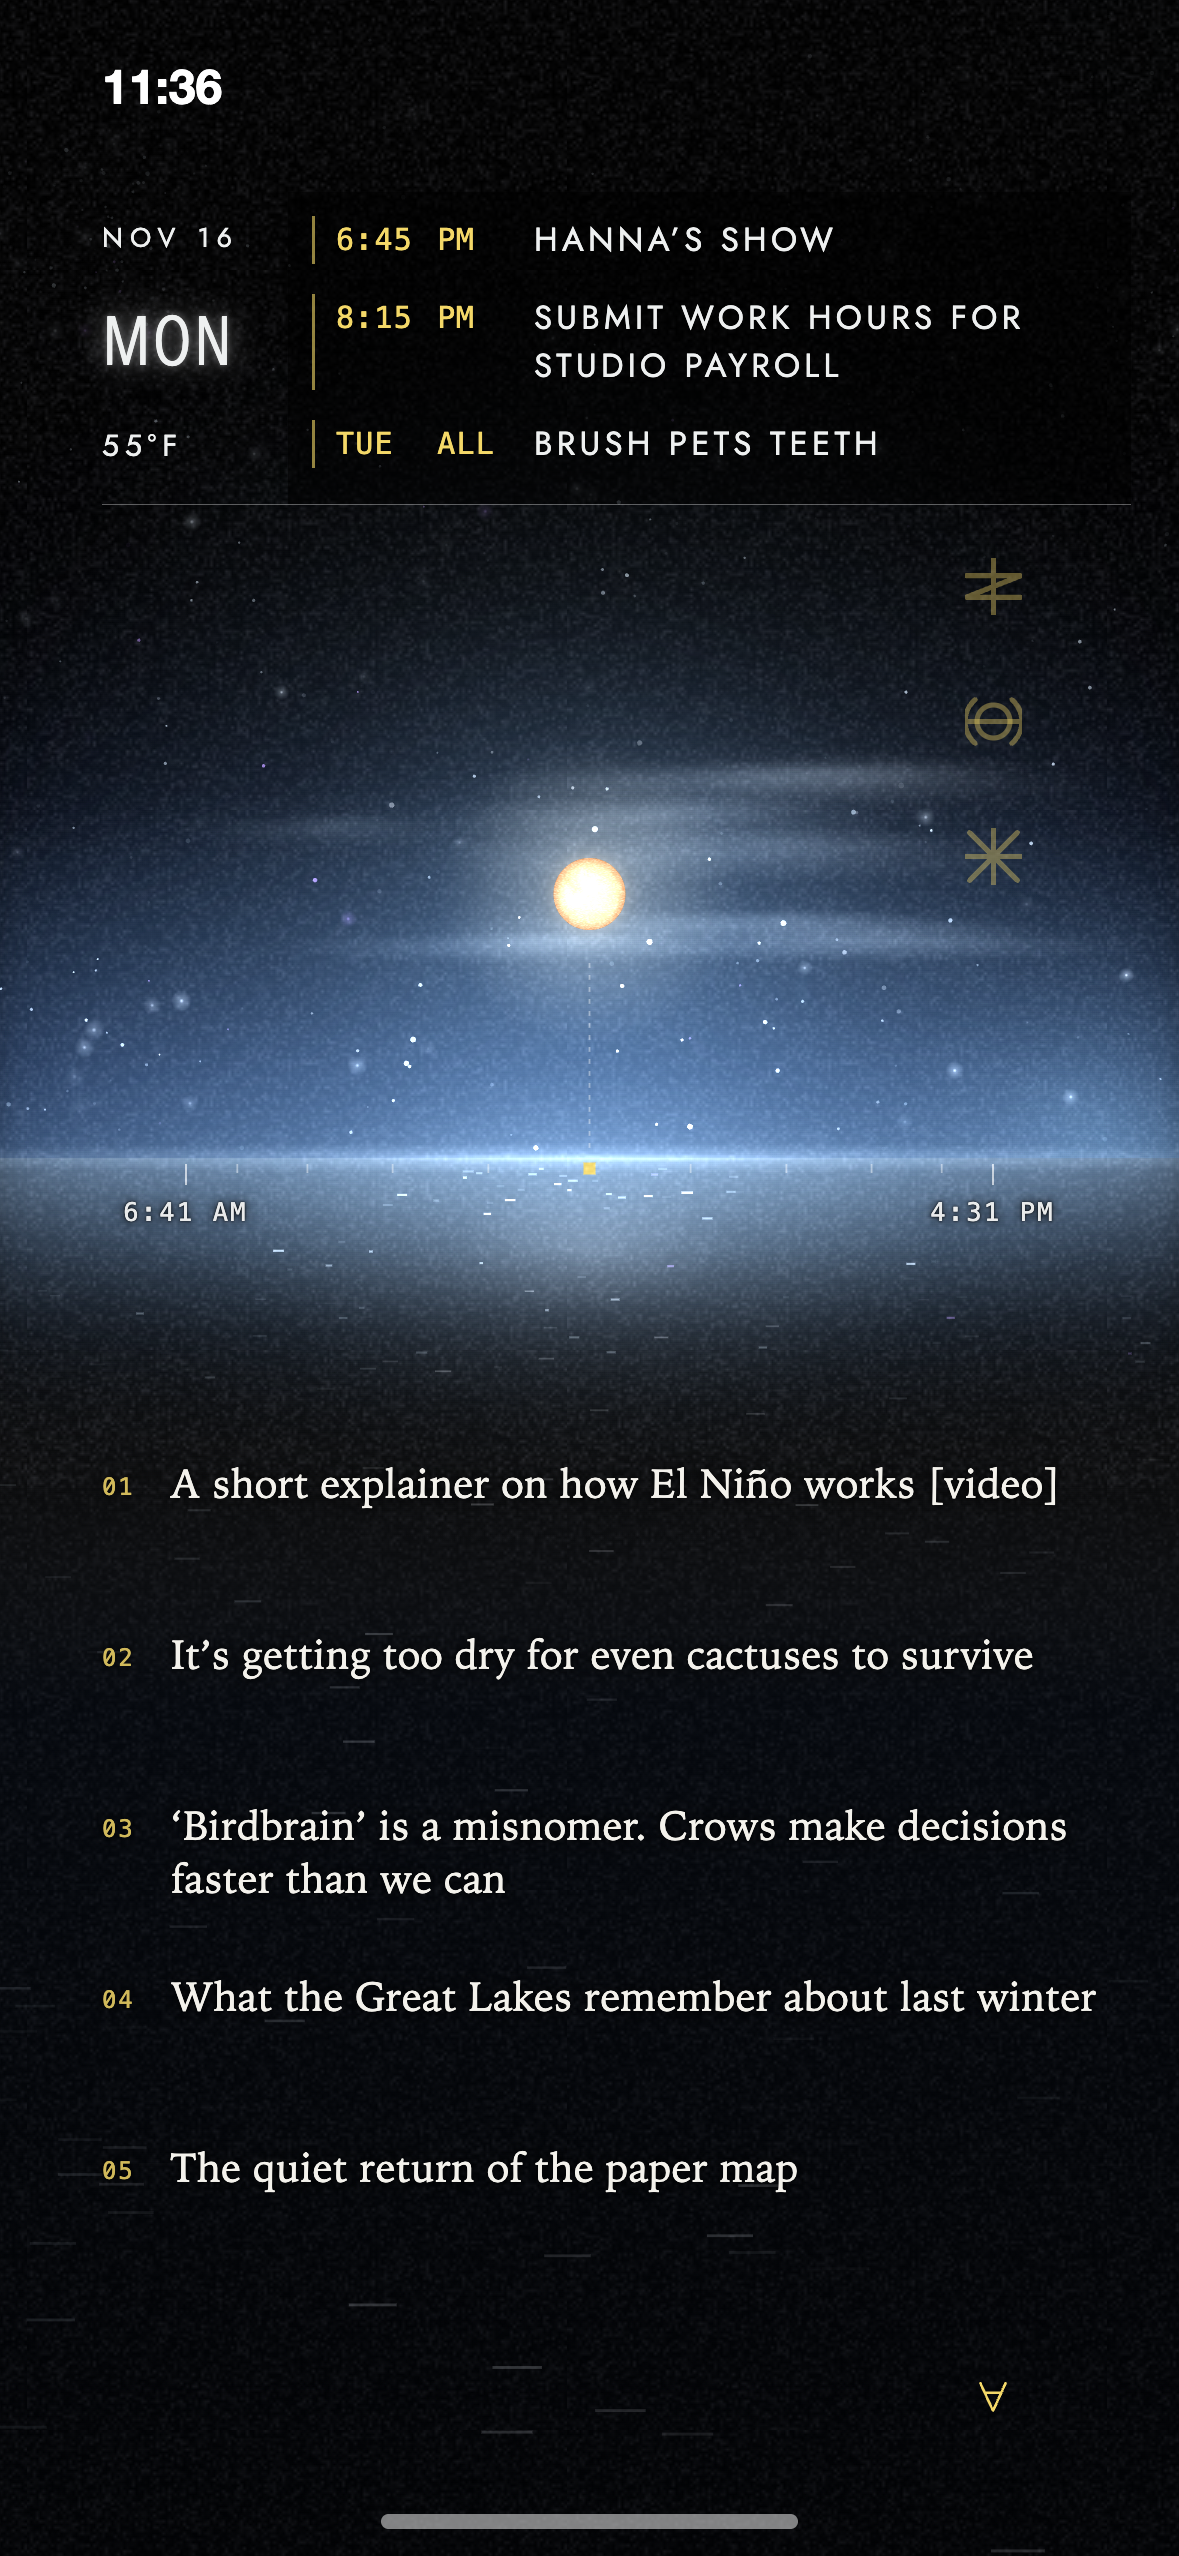 11:36
NOV 16
MON
55°F
6:45 PM HANNA’S SHOW
8:15 PM SUBMIT WORK HOURS FOR
STUDIO PAYROLL
TUE ALL BRUSH PETS TEETH
6:41 AM
4:31 PM
01 A short explainer on how El Niño works [video]
02 It’s getting too dry for even cactuses to survive
03 ‘Birdbrain’ is a misnomer. Crows make decisions
faster than we can
04 What the Great Lakes remember about last winter
05 The quiet return of the paper map